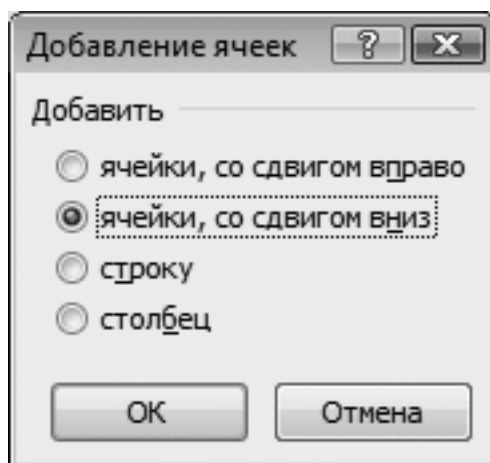 Добавление ячеек ?
Добавить
ячейки, со сдвигом вправо
ячейки, со сдвигом вниз
строку
столбец
ОК Отмена